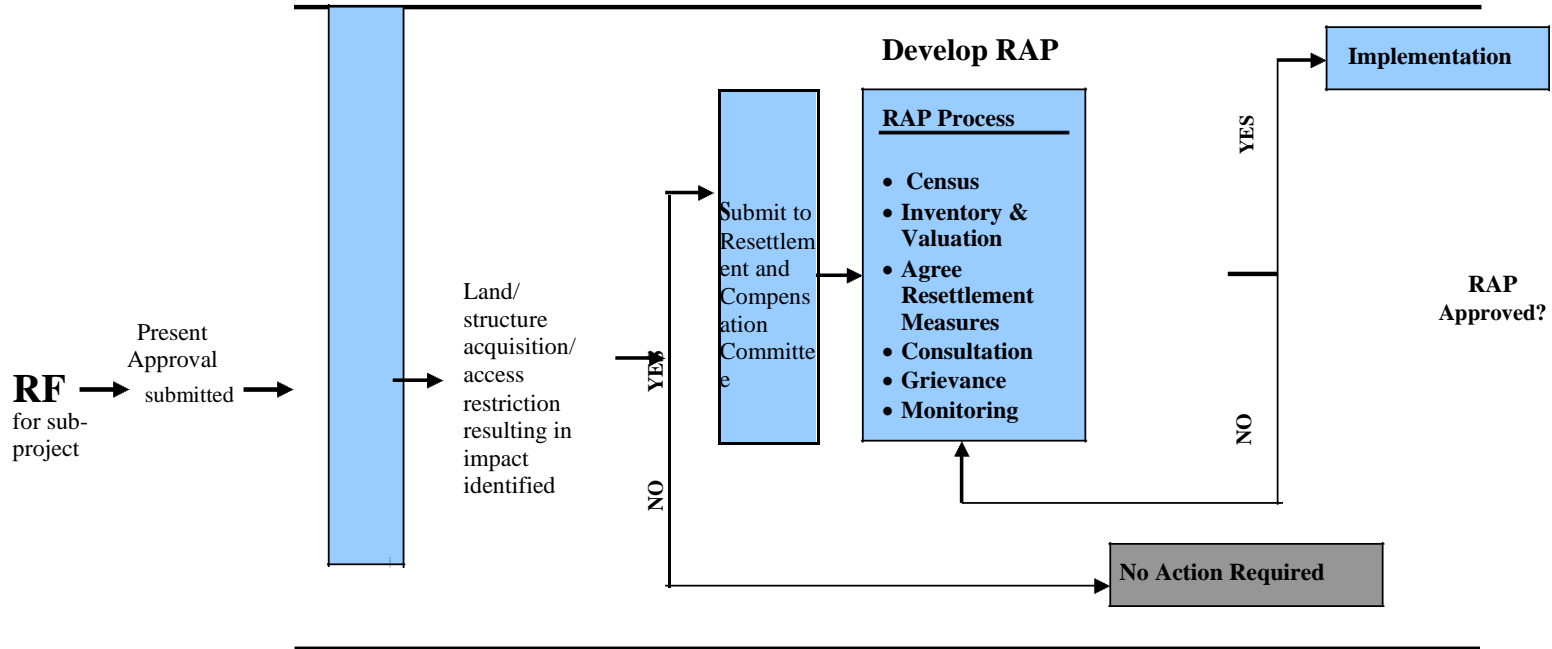 RF
for sub-
project
Present
Approval
submitted
Land/
structure
acquisition/
access
restriction
resulting in
impact
identified
YES
NO
Submit to
Resettlem
ent and
Compens
ation
Committe
e
Develop RAP
RAP Process
• Census
• Inventory &
Valuation
• Agree
Resettlement
Measures
• Consultation
• Grievance
• Monitoring
YES
NO
Implementation
RAP
Approved?
No Action Required